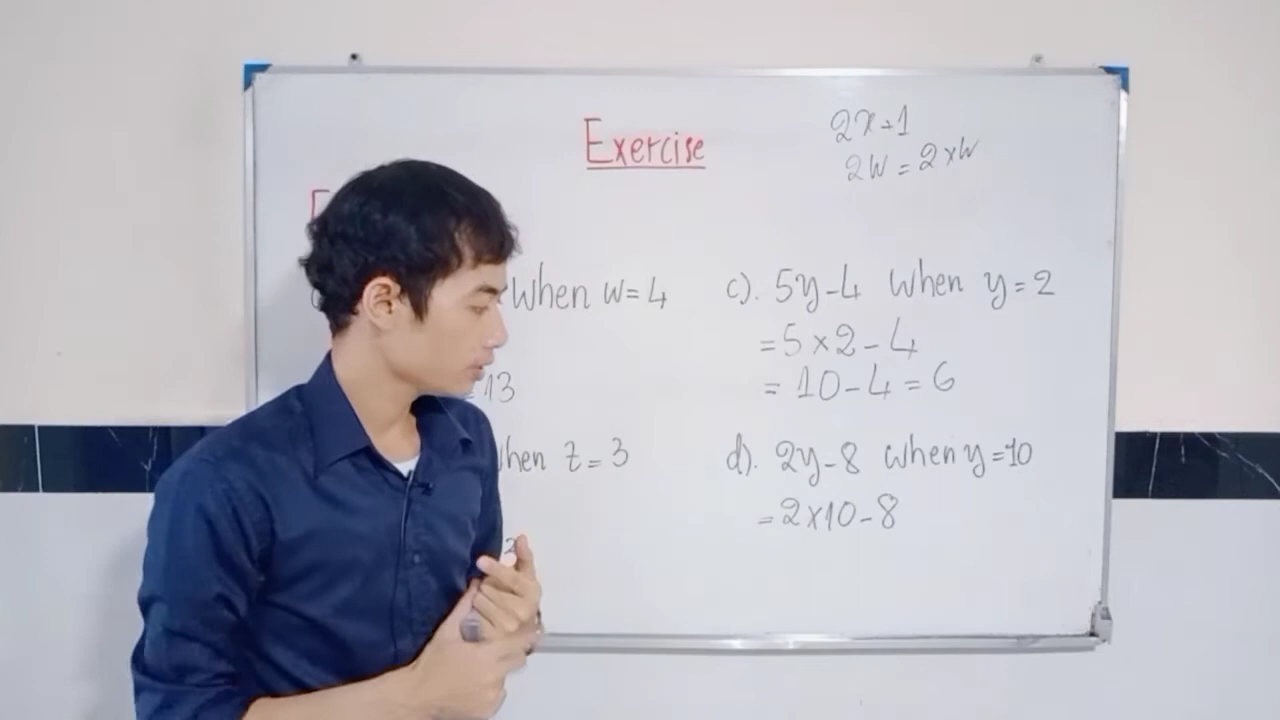 Exercise
2x+1
2w = 2×w
When w=4
=13
when z=3
c). 5y-4 when y=2
=5×2-4
= 10-4 = 6
d). 2y-8 when y=10
=2×10-8